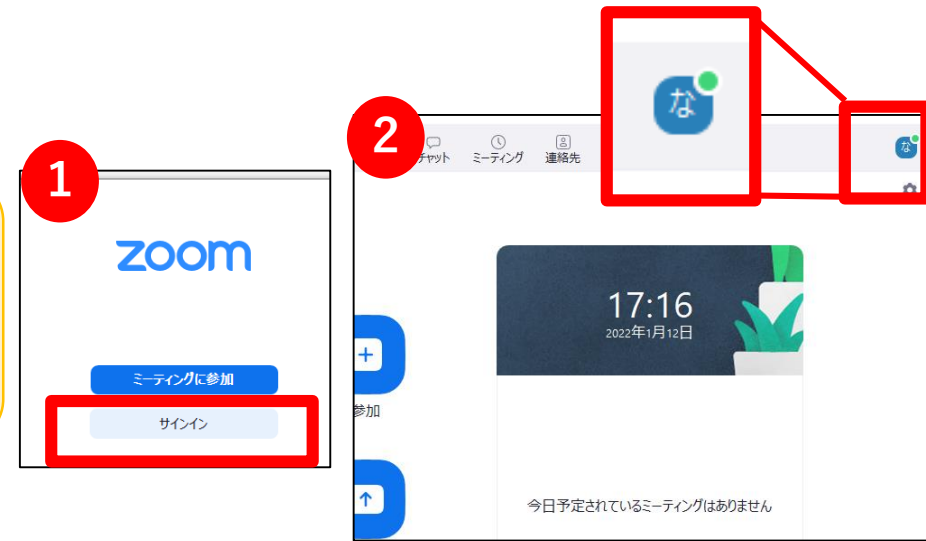 1
zoom
ミーティングに参加
サインイン
2
チャット
ミーティング
連絡先
な
な
17:16
2022年1月12日
参加
今日予定されているミーティングはありません